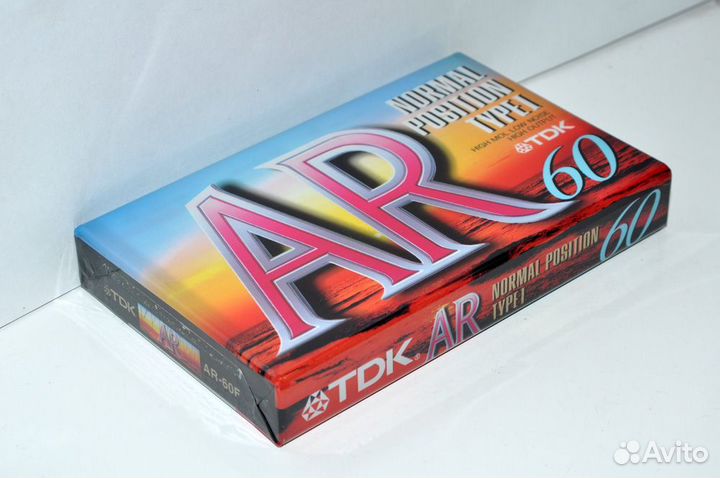 NORMAL
POSITION
TYPE I
HIGH MOL LOW NOISE
HIGH OUTPUT
TDK
AR
60
TDK
AR
NORMAL POSITION
TYPE I
60
TDK
AR
AR-60F
Avito